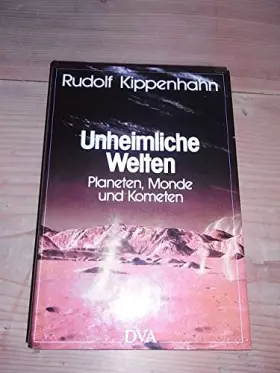 Rudolf Kippenhahn
Unheimliche
Welten
Planeten, Monde
und Kometen
DVA